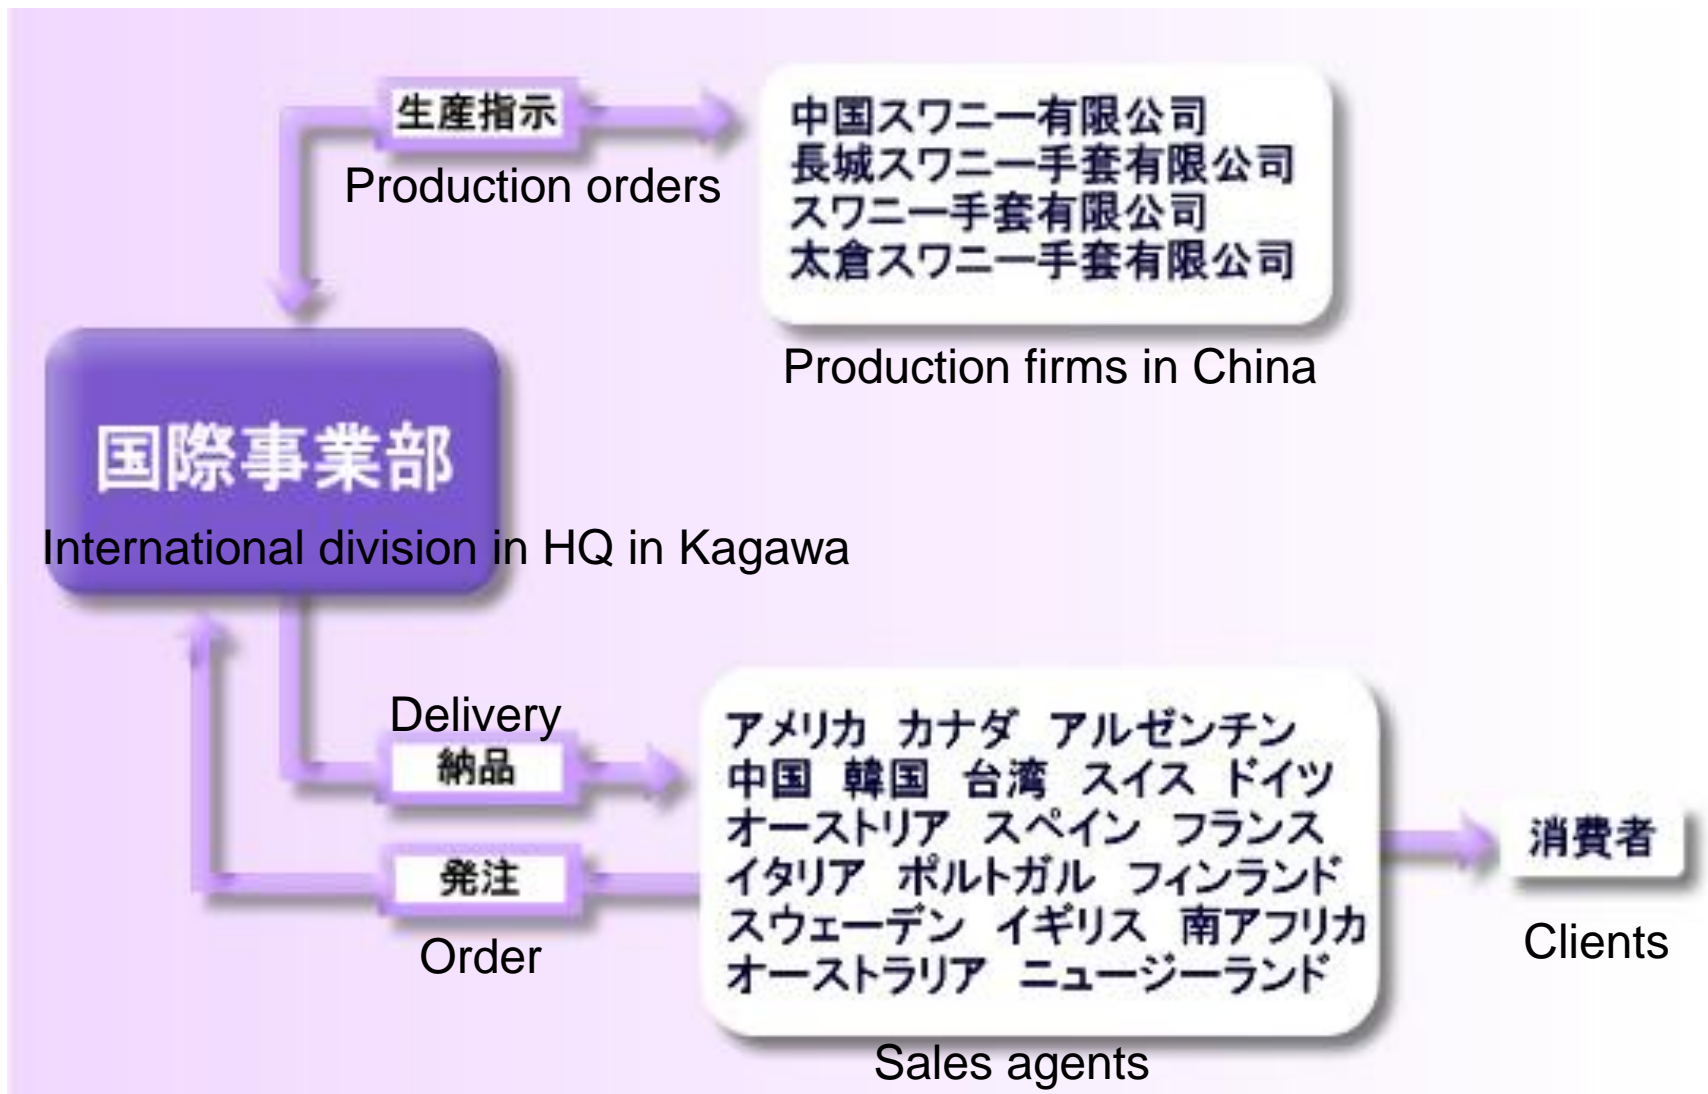 生産指示
Production orders
中国スワニー有限公司
長城スワニー手套有限公司
スワニー手套有限公司
太倉スワニー手套有限公司
Production firms in China
国際事業部
International division in HQ in Kagawa
Delivery
納品
発注
Order
アメリカ カナダ アルゼンチン
中国 韓国 台湾 スイス ドイツ
オーストリア スペイン フランス
イタリア ポルトガル フィンランド
スウェーデン イギリス 南アフリカ
オーストラリア ニュージーランド
Sales agents
消費者
Clients